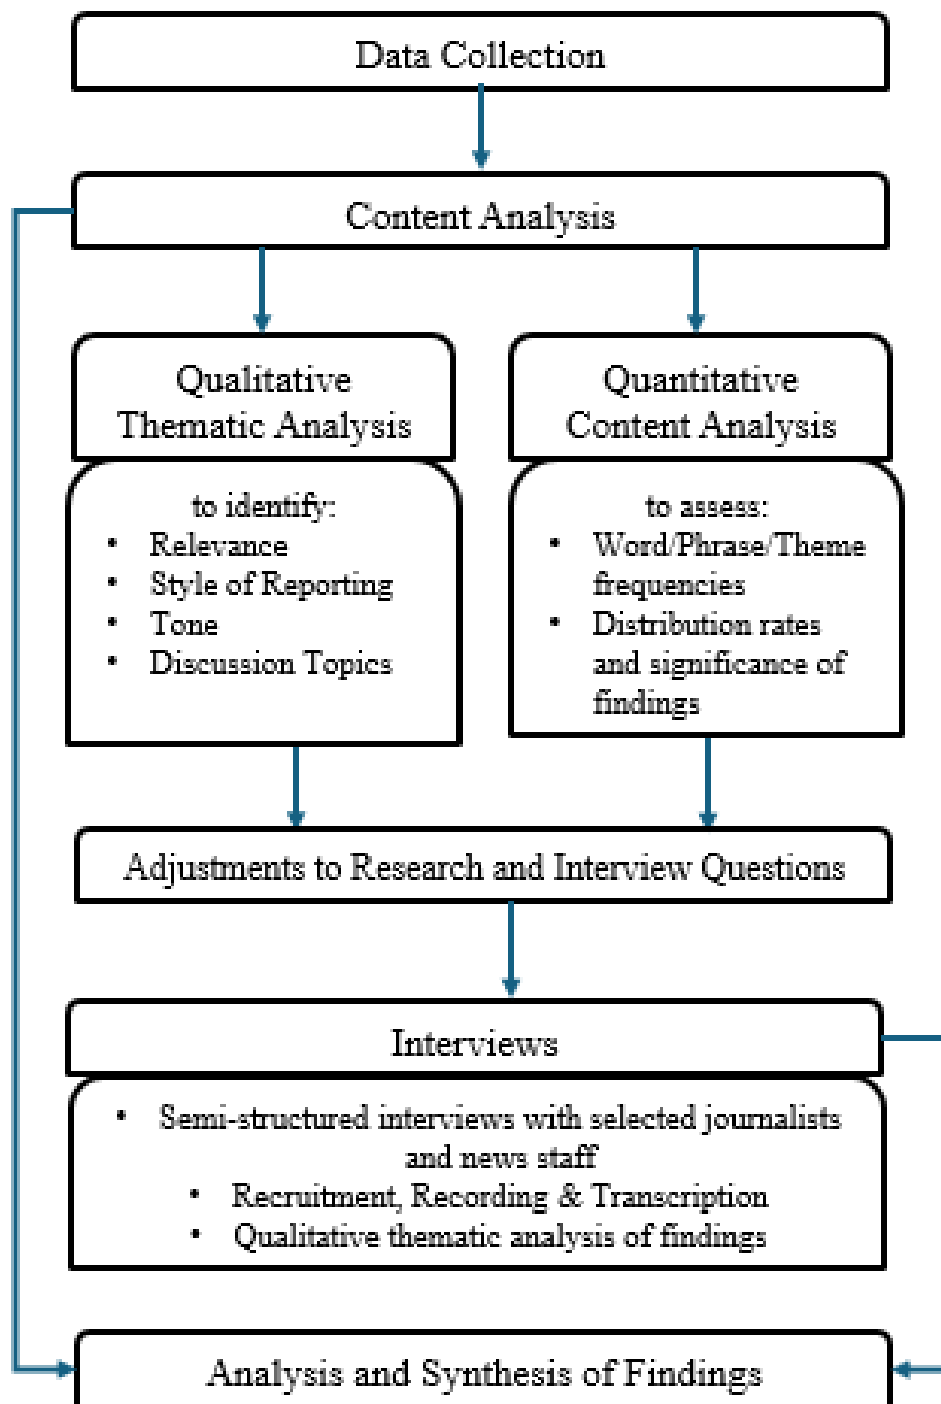 Data Collection
Content Analysis
Qualitative
Thematic Analysis
to identify:
• Relevance
• Style of Reporting
• Tone
• Discussion Topics
Quantitative
Content Analysis
to assess:
• Word/Phrase/Theme
frequencies
• Distribution rates
and significance of
findings
Adjustments to Research and Interview Questions
Interviews
• Semi-structured interviews with selected journalists
and news staff
• Recruitment, Recording & Transcription
• Qualitative thematic analysis of findings
Analysis and Synthesis of Findings